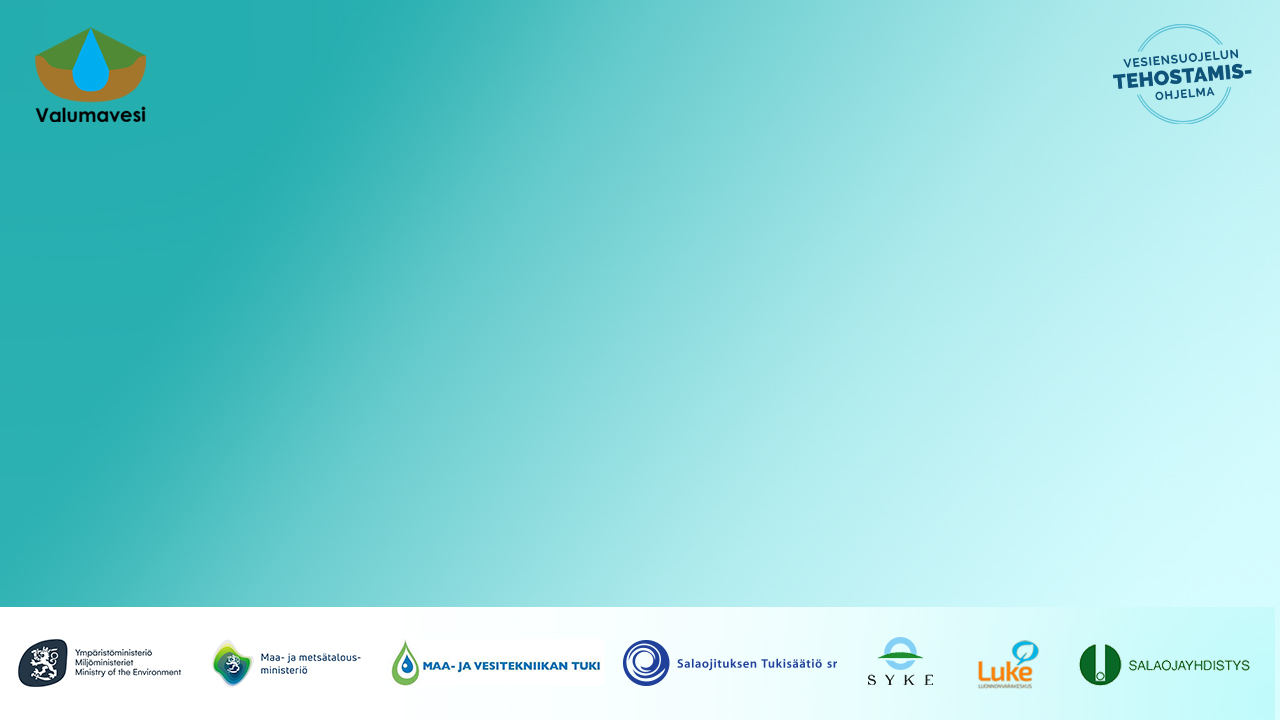 Valumavesi
VESIENSUOJELUN
TEHOSTAMIS-
OHJELMA
Ympäristöministeriö
Miljöministeriet
Ministry of the Environment
Maa- ja metsätalous-
ministeriö
MAA- JA VESITEKNIIKAN TUKI
Salaojituksen Tukisäätiö sr
SYKE
Luke
LUONNONVARAKESKUS
SALAOJAYHDISTYS